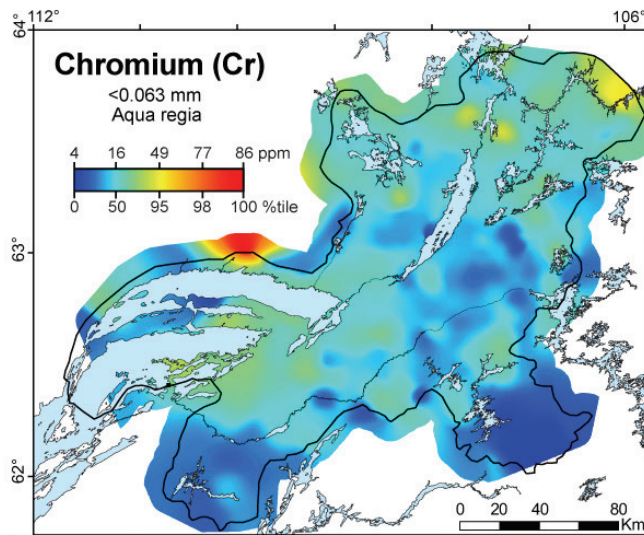 64°
112°
106°
Chromium (Cr)
<0.063 mm
Aqua regia
4 16 49 77 86 ppm
0 50 95 98 100 %tile
63°
62°
0 20 40 60 80
Km